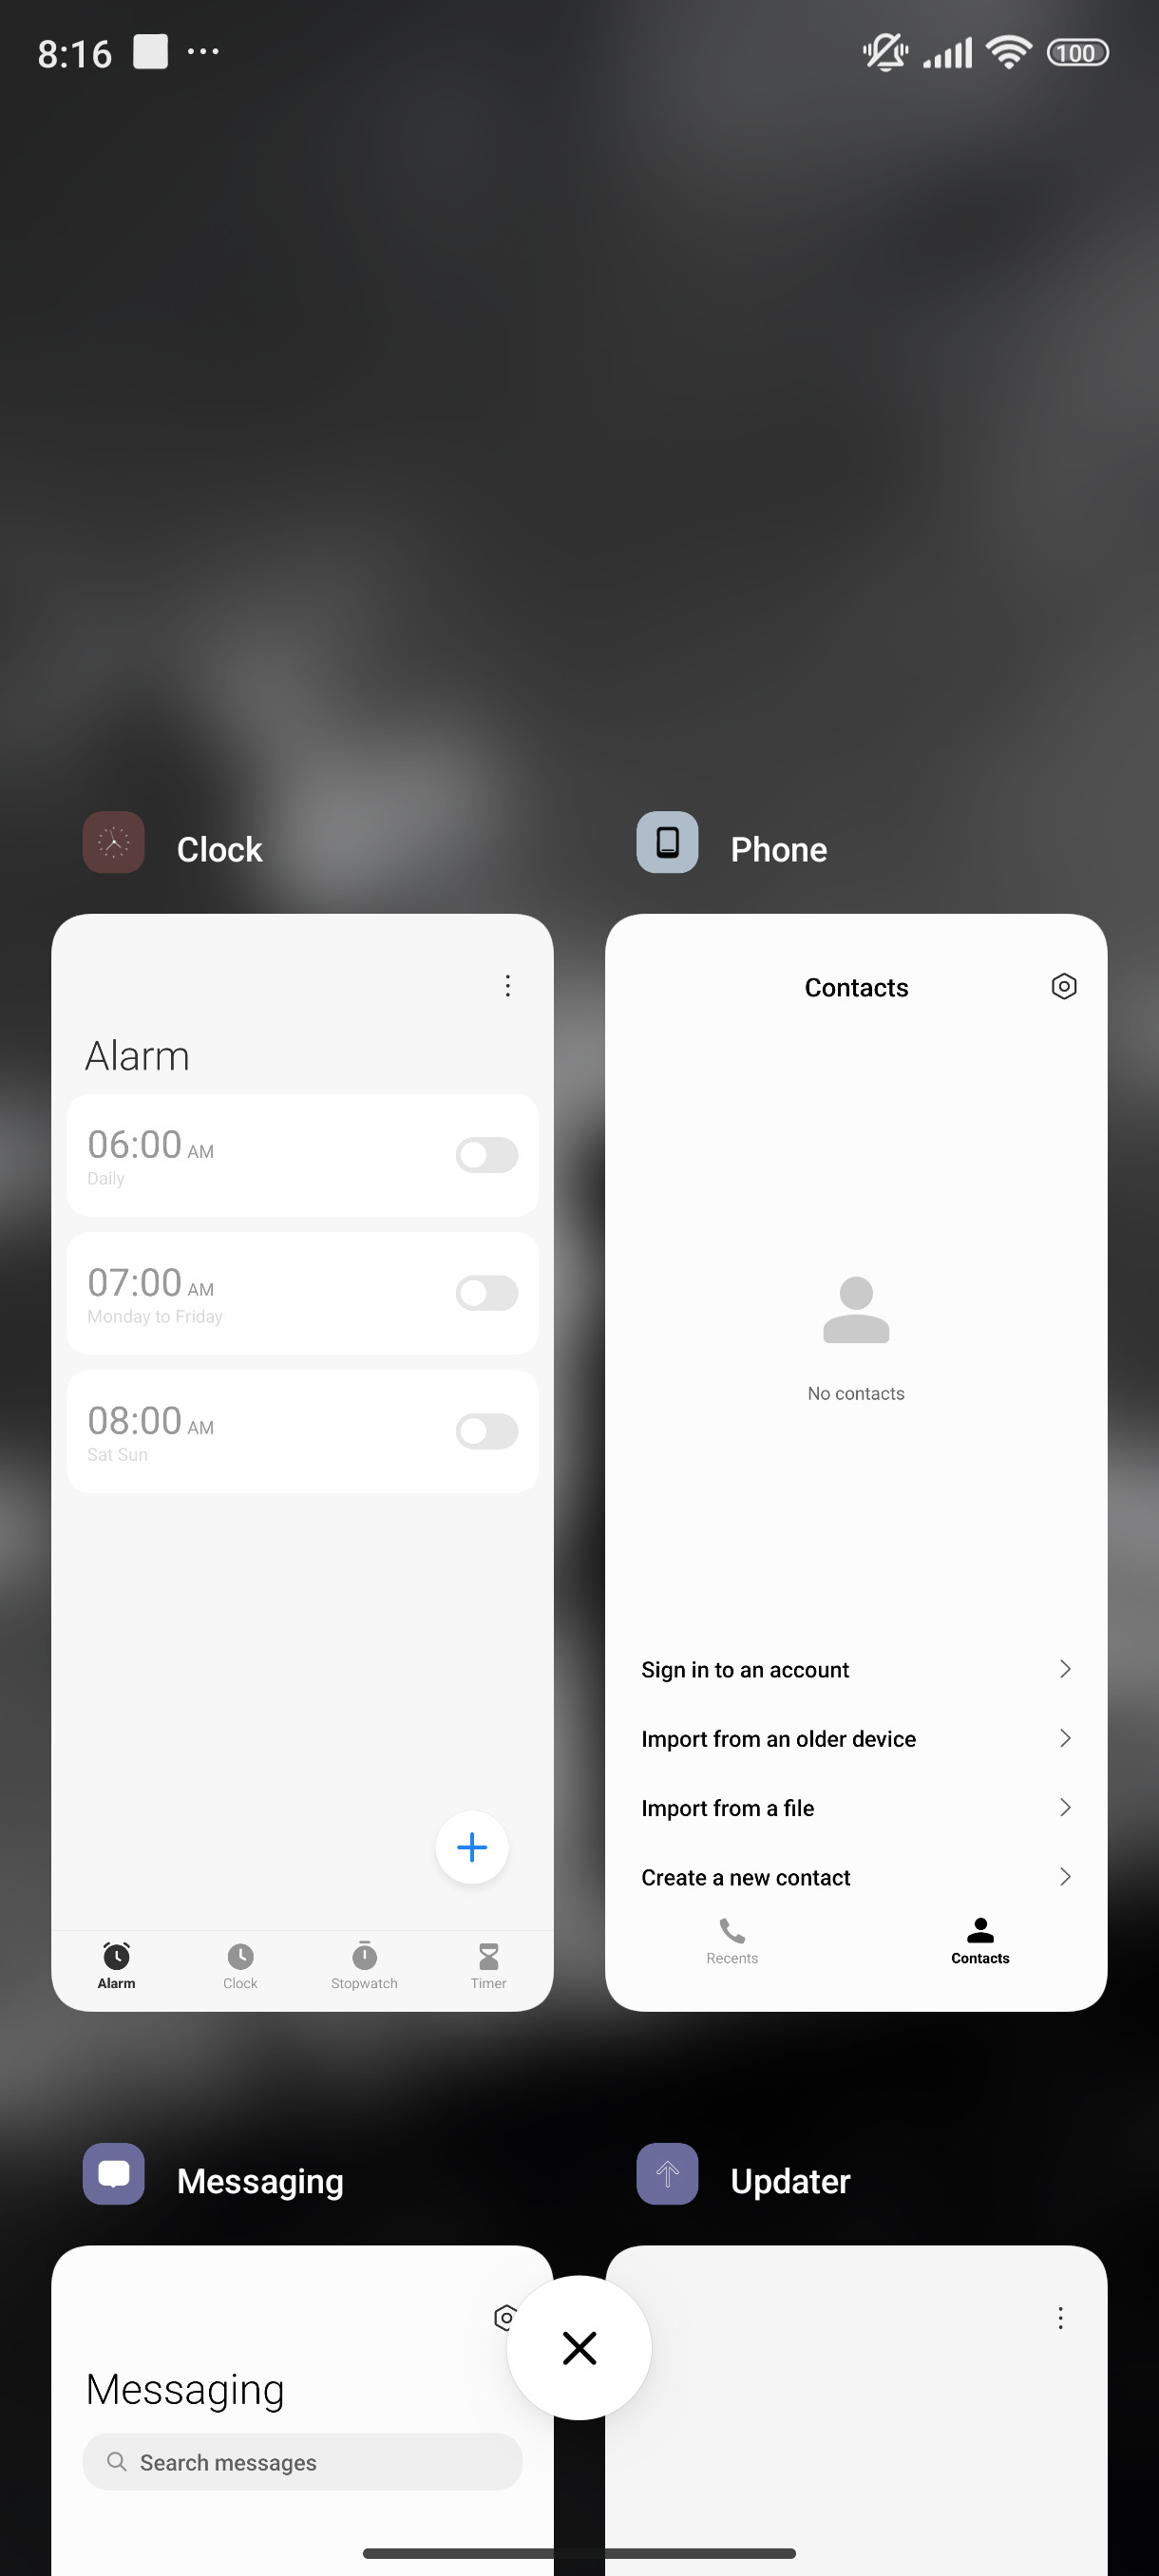 8:16
100
Clock
Phone
Alarm
06:00 AM
Daily
07:00 AM
Monday to Friday
08:00 AM
Sat Sun
Alarm
Clock
Stopwatch
Timer
Contacts
No contacts
Sign in to an account
Import from an older device
Import from a file
Create a new contact
Recents
Contacts
Messaging
Updater
Messaging
Search messages